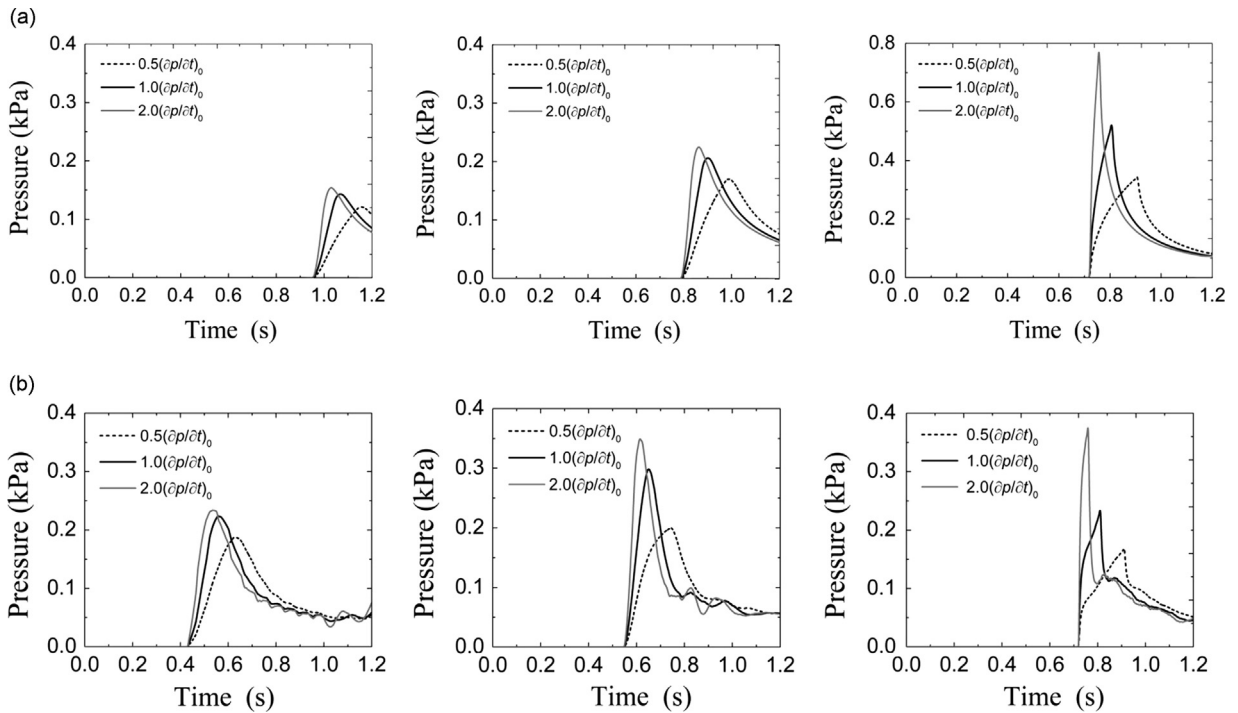 (a)
0.5(∂p/∂t)₀
1.0(∂p/∂t)₀
2.0(∂p/∂t)₀
Pressure (kPa)
0.4
0.3
0.2
0.1
0.0
0.0 0.2 0.4 0.6 0.8 1.0 1.2
Time (s)
0.5(∂p/∂t)₀
1.0(∂p/∂t)₀
2.0(∂p/∂t)₀
Pressure (kPa)
0.4
0.3
0.2
0.1
0.0
0.0 0.2 0.4 0.6 0.8 1.0 1.2
Time (s)
0.5(∂p/∂t)₀
1.0(∂p/∂t)₀
2.0(∂p/∂t)₀
Pressure (kPa)
0.8
0.6
0.4
0.2
0.0
0.0 0.2 0.4 0.6 0.8 1.0 1.2
Time (s)
(b)
0.5(∂p/∂t)₀
1.0(∂p/∂t)₀
2.0(∂p/∂t)₀
Pressure (kPa)
0.4
0.3
0.2
0.1
0.0
0.0 0.2 0.4 0.6 0.8 1.0 1.2
Time (s)
0.5(∂p/∂t)₀
1.0(∂p/∂t)₀
2.0(∂p/∂t)₀
Pressure (kPa)
0.4
0.3
0.2
0.1
0.0
0.0 0.2 0.4 0.6 0.8 1.0 1.2
Time (s)
0.5(∂p/∂t)₀
1.0(∂p/∂t)₀
2.0(∂p/∂t)₀
Pressure (kPa)
0.4
0.3
0.2
0.1
0.0
0.0 0.2 0.4 0.6 0.8 1.0 1.2
Time (s)